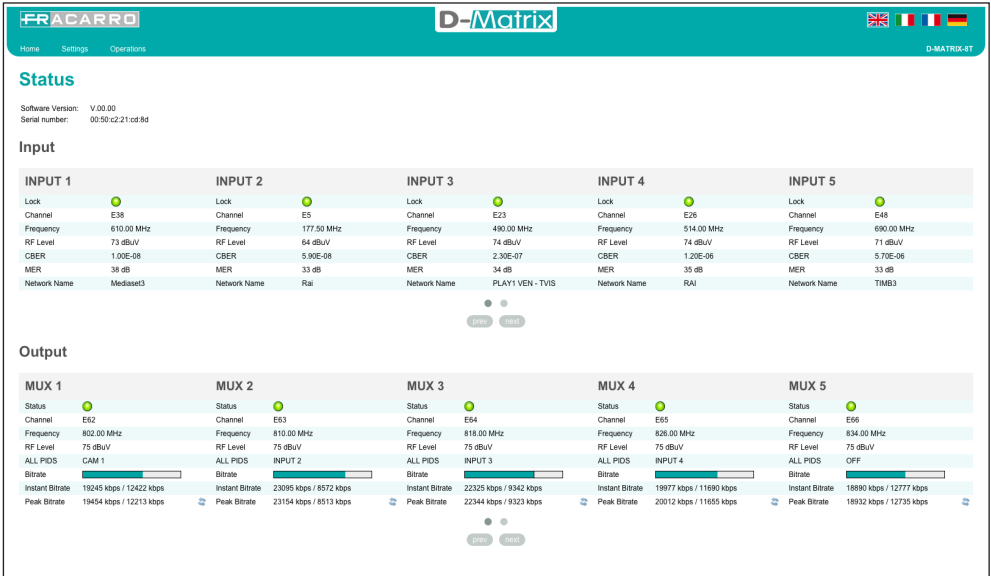 FRACARRO
D-Matrix
Home Settings Operations D-MATRIX-8T
Status
Software Version: V.00.00
Serial number: 00:50:c2:21:cd:8d
Input
INPUT 1 INPUT 2 INPUT 3 INPUT 4 INPUT 5
Lock Lock Lock Lock Lock
Channel E38 Channel E5 Channel E23 Channel E26 Channel E48
Frequency 610.00 MHz Frequency 177.50 MHz Frequency 490.00 MHz Frequency 514.00 MHz Frequency 690.00 MHz
RF Level 73 dBuV RF Level 64 dBuV RF Level 74 dBuV RF Level 74 dBuV RF Level 71 dBuV
CBER 1.00E-08 CBER 5.90E-08 CBER 2.30E-07 CBER 1.20E-06 CBER 5.70E-06
MER 38 dB MER 33 dB MER 34 dB MER 35 dB MER 33 dB
Network Name Mediaset3 Network Name Rai Network Name PLAY1 VEN - TVIS Network Name RAI Network Name TIMB3
prev next
Output
MUX 1 MUX 2 MUX 3 MUX 4 MUX 5
Status Status Status Status Status
Channel E62 Channel E63 Channel E64 Channel E65 Channel E66
Frequency 802.00 MHz Frequency 810.00 MHz Frequency 818.00 MHz Frequency 826.00 MHz Frequency 834.00 MHz
RF Level 75 dBuV RF Level 75 dBuV RF Level 75 dBuV RF Level 75 dBuV RF Level 75 dBuV
ALL PIDS CAM 1 ALL PIDS INPUT 2 ALL PIDS INPUT 3 ALL PIDS INPUT 4 ALL PIDS OFF
Bitrate Bitrate Bitrate Bitrate Bitrate
Instant Bitrate 19245 kbps / 12422 kbps Instant Bitrate 23095 kbps / 8572 kbps Instant Bitrate 22325 kbps / 9342 kbps Instant Bitrate 19977 kbps / 11690 kbps Instant Bitrate 18890 kbps / 12777 kbps
Peak Bitrate 19454 kbps / 12213 kbps Peak Bitrate 23154 kbps / 8513 kbps Peak Bitrate 22344 kbps / 9323 kbps Peak Bitrate 20012 kbps / 11655 kbps Peak Bitrate 18932 kbps / 12735 kbps
prev next